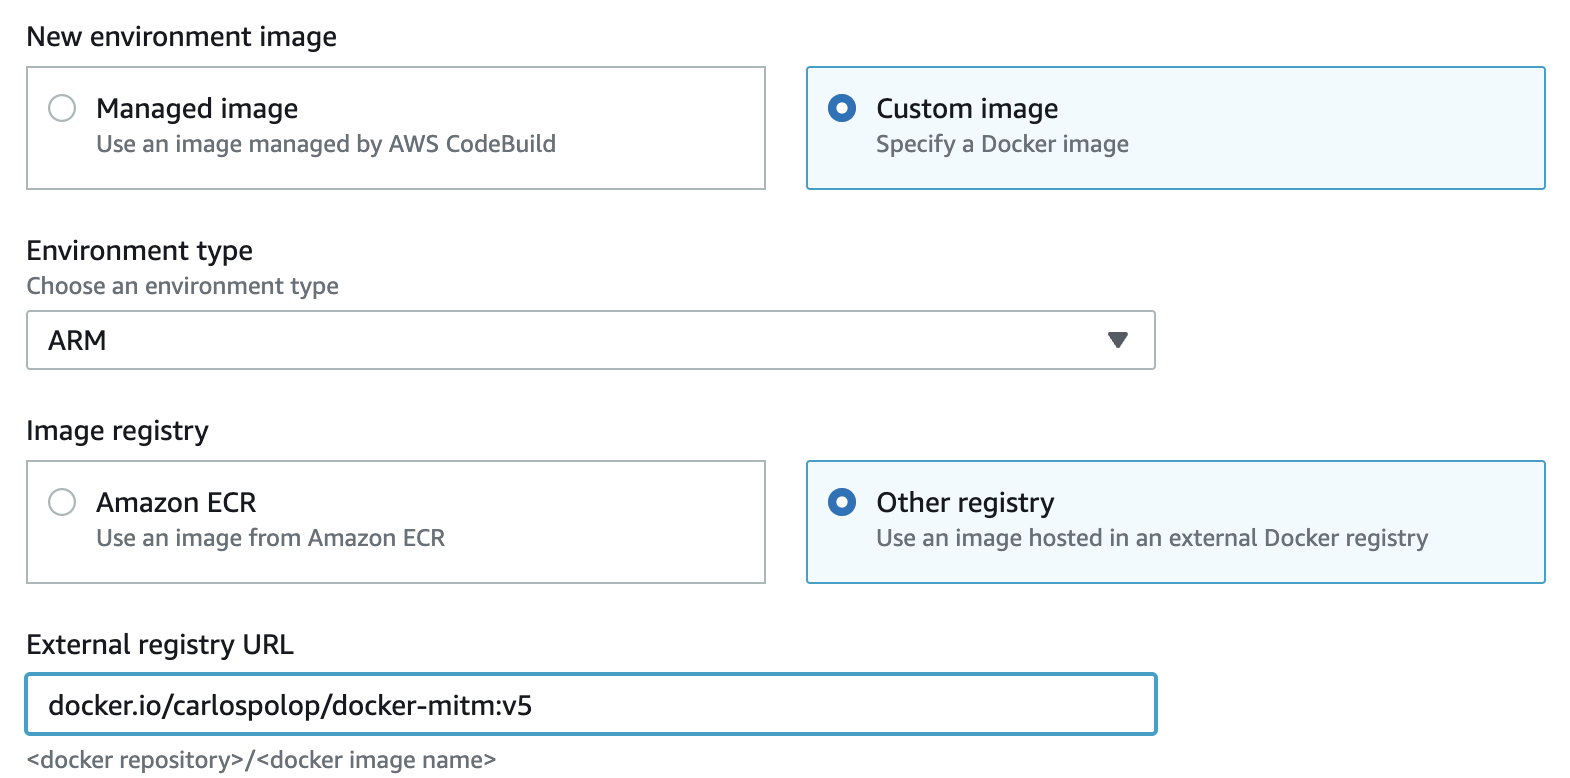 New environment image
Managed image
Use an image managed by AWS CodeBuild
Custom image
Specify a Docker image
Environment type
Choose an environment type
ARM
Image registry
Amazon ECR
Use an image from Amazon ECR
Other registry
Use an image hosted in an external Docker registry
External registry URL
docker.io/carlospolop/docker-mitm:v5
<docker repository>/<docker image name>